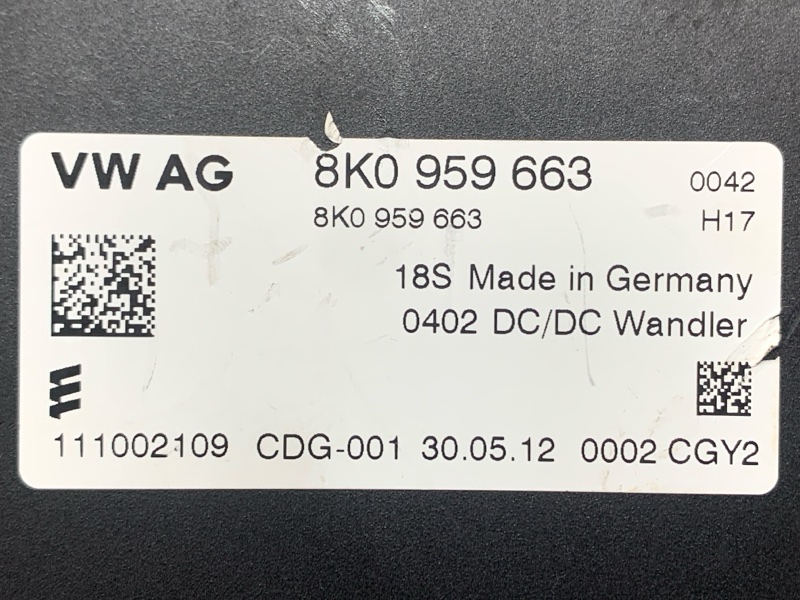 VW AG 8K0 959 663 0042
8K0 959 663 H17
18S Made in Germany
0402 DC/DC Wandler
111002109 CDG-001 30.05.12 0002 CGY2